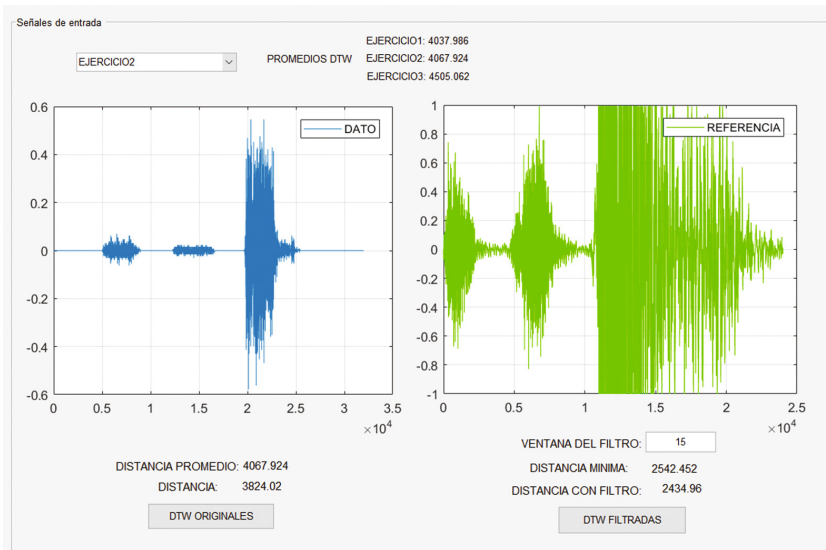 Señales de entrada
EJERCICIO2
PROMEDIOS DTW
EJERCICIO1: 4037.986
EJERCICIO2: 4067.924
EJERCICIO3: 4505.062
DATO
0.6
0.4
0.2
0
-0.2
-0.4
-0.6
0 0.5 1 1.5 2 2.5 3 3.5
×10^4
REFERENCIA
1
0.8
0.6
0.4
0.2
0
-0.2
-0.4
-0.6
-0.8
-1
0 0.5 1 1.5 2 2.5
×10^4
DISTANCIA PROMEDIO: 4067.924
DISTANCIA: 3824.02
DTW ORIGINALES
VENTANA DEL FILTRO: 15
DISTANCIA MINIMA: 2542.452
DISTANCIA CON FILTRO: 2434.96
DTW FILTRADAS